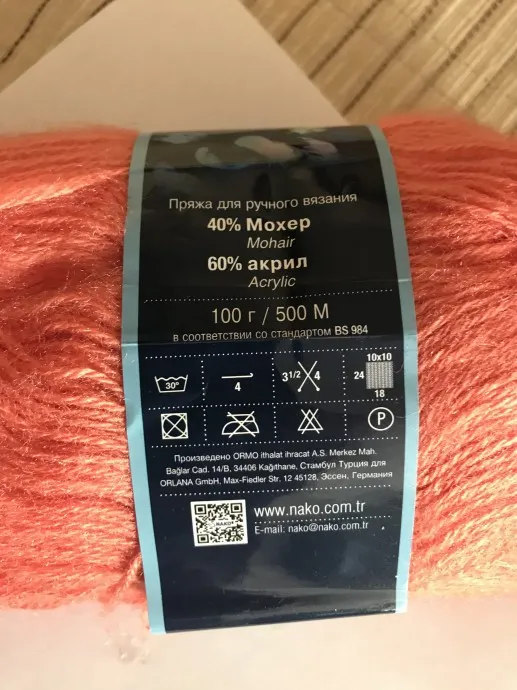 Пряжа для ручного вязания
40% Мохер
Mohair
60% акрил
Acrylic
100 г / 500 М
в соответствии со стандартом BS 984
30° 4 3 1/2 4 24 10x10 18
P
Произведено ORMO ithalat ihracat A.S. Merkez Mah.
Bağlar Cad. 14/B, 34406 Kağıthane, Стамбул Турция для
ORLANA GmbH, Max-Fiedler Str. 12 45128, Эссен, Германия
NAKO
www.nako.com.tr
E-mail: nako@nako.com.tr